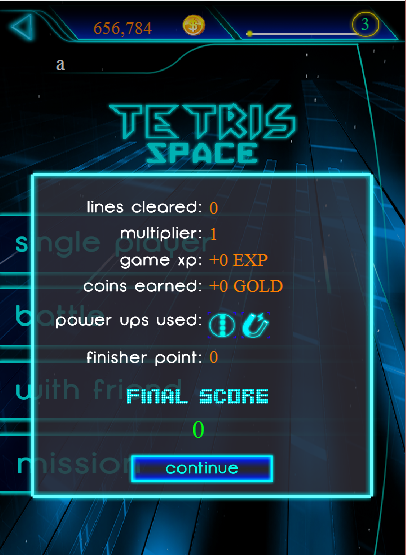 656,784
3
a
TETRIS
SPACE
lines cleared: 0
single player
multiplier: 1
game xp: +0 EXP
coins earned: +0 GOLD
battle
power ups used:
finisher point: 0
with friend
FINAL SCORE
0
mission
continue